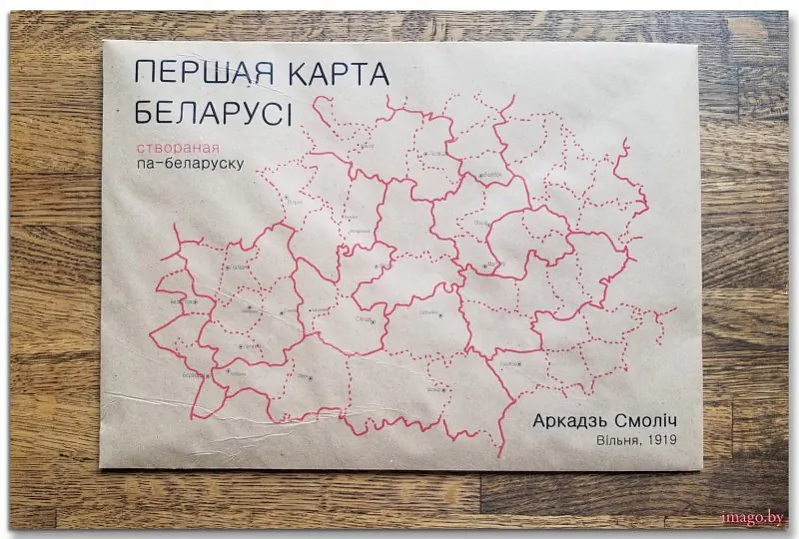 ПЕРШАЯ КАРТА
БЕЛАРУСІ
створаная
па-беларуску
Аркадзь Смоліч
Вільня, 1919
imago.by